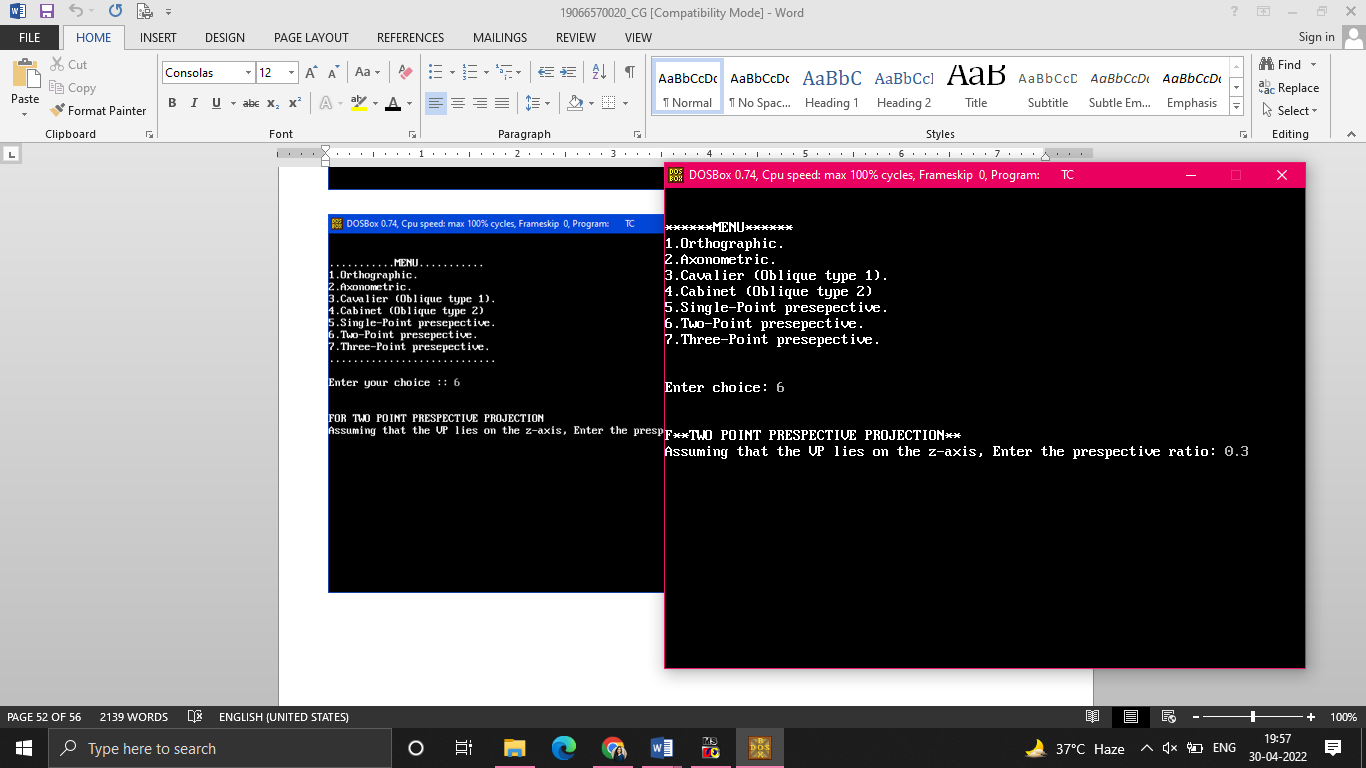 19066570020_CG [Compatibility Mode] - Word
FILE HOME INSERT DESIGN PAGE LAYOUT REFERENCES MAILINGS REVIEW VIEW Sign in
Paste
Cut
Copy
Format Painter
Clipboard
Consolas 12
Font
Paragraph
AaBbCcDc AaBbCcDc AaBbC AaBbCcI AaB AaBbCcD AaBbCcDc AaBbCcDc
¶ Normal ¶ No Spac... Heading 1 Heading 2 Title Subtitle Subtle Em... Emphasis
Styles
Find
Replace
Select
Editing
1 2 3 4 5 6 7
DOSBox 0.74, Cpu speed: max 100% cycles, Frameskip 0, Program: TC
...........MENU...........
1.Orthographic.
2.Axonometric.
3.Cavalier (Oblique type 1).
4.Cabinet (Oblique type 2)
5.Single-Point presepective.
6.Two-Point presepective.
7.Three-Point presepective.
............................
Enter your choice :: 6
FOR TWO POINT PRESPECTIVE PROJECTION
Assuming that the VP lies on the z-axis, Enter the presp
DOSBox 0.74, Cpu speed: max 100% cycles, Frameskip 0, Program: TC
******MENU******
1.Orthographic.
2.Axonometric.
3.Cavalier (Oblique type 1).
4.Cabinet (Oblique type 2)
5.Single-Point presepective.
6.Two-Point presepective.
7.Three-Point presepective.
Enter choice: 6
F**TWO POINT PRESPECTIVE PROJECTION**
Assuming that the VP lies on the z-axis, Enter the prespective ratio: 0.3
PAGE 52 OF 56 2139 WORDS ENGLISH (UNITED STATES) 100%
Type here to search
37°C Haze ENG
19:57
30-04-2022